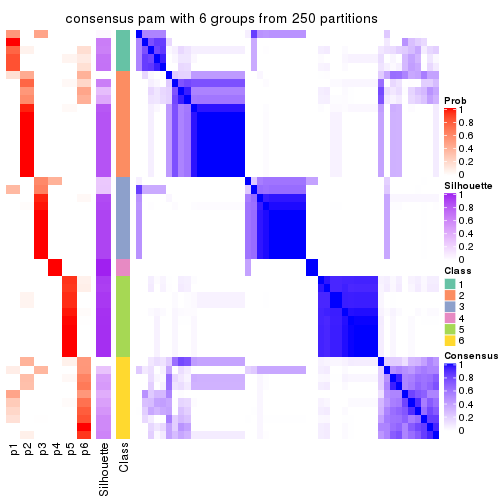 consensus pam with 6 groups from 250 partitions
Prob
1
0.8
0.6
0.4
0.2
0
Silhouette
1
0.8
0.6
0.4
0.2
0
Class
1
2
3
4
5
6
Consensus
1
0.8
0.6
0.4
0.2
0
p1
p2
p3
p4
p5
p6
Silhouette
Class